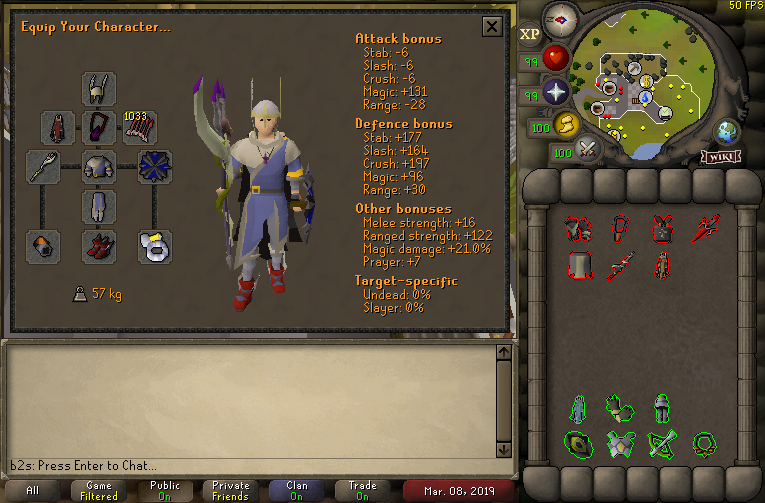 50 FPS
Equip Your Character...
Attack bonus
Stab: -6
Slash: -6
Crush: -6
Magic: +131
Range: -28
Defence bonus
Stab: +177
Slash: +164
Crush: +197
Magic: +96
Range: +30
Other bonuses
Melee strength: +16
Ranged strength: +122
Magic damage: +21.0%
Prayer: +7
Target-specific
Undead: 0%
Slayer: 0%
1033
57 kg
XP
99
99
100
100
WIKI
b2s: Press Enter to Chat...
All
Game
Filtered
Public
On
Private
Friends
Clan
On
Trade
On
Mar. 08, 2019